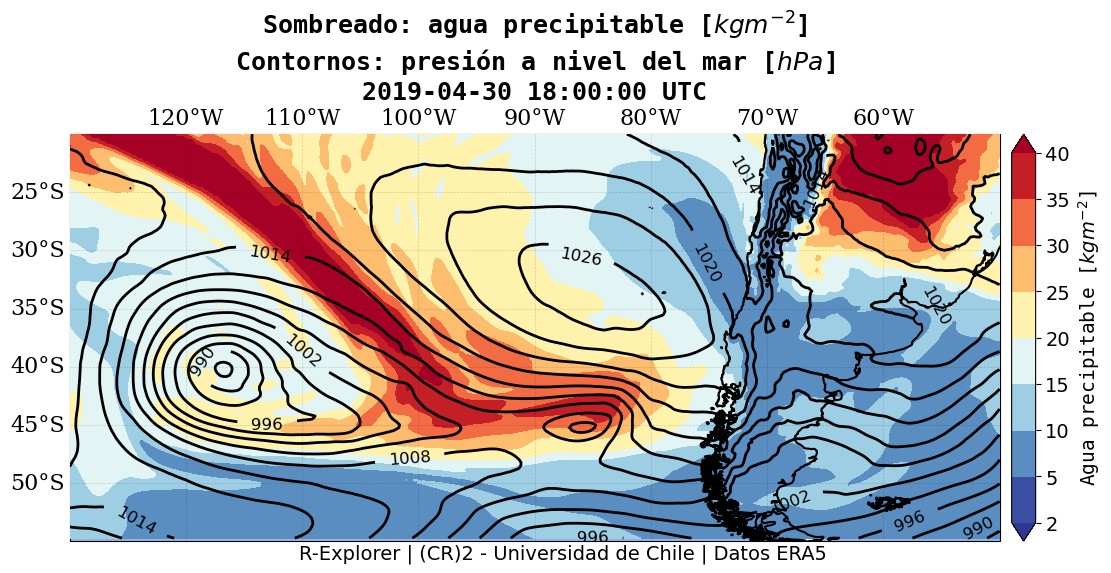 Sombreado: agua precipitable [kgm⁻²]
Contornos: presión a nivel del mar [hPa]
2019-04-30 18:00:00 UTC
120°W 110°W 100°W 90°W 80°W 70°W 60°W
25°S
30°S
35°S
40°S
45°S
50°S
1014
1014
1026
1020
1020
1002
990
996
1008
1014
996
1002
996
990
40
35
30
25
20
15
10
5
2
Agua precipitable [kgm⁻²]
R-Explorer | (CR)2 - Universidad de Chile | Datos ERA5